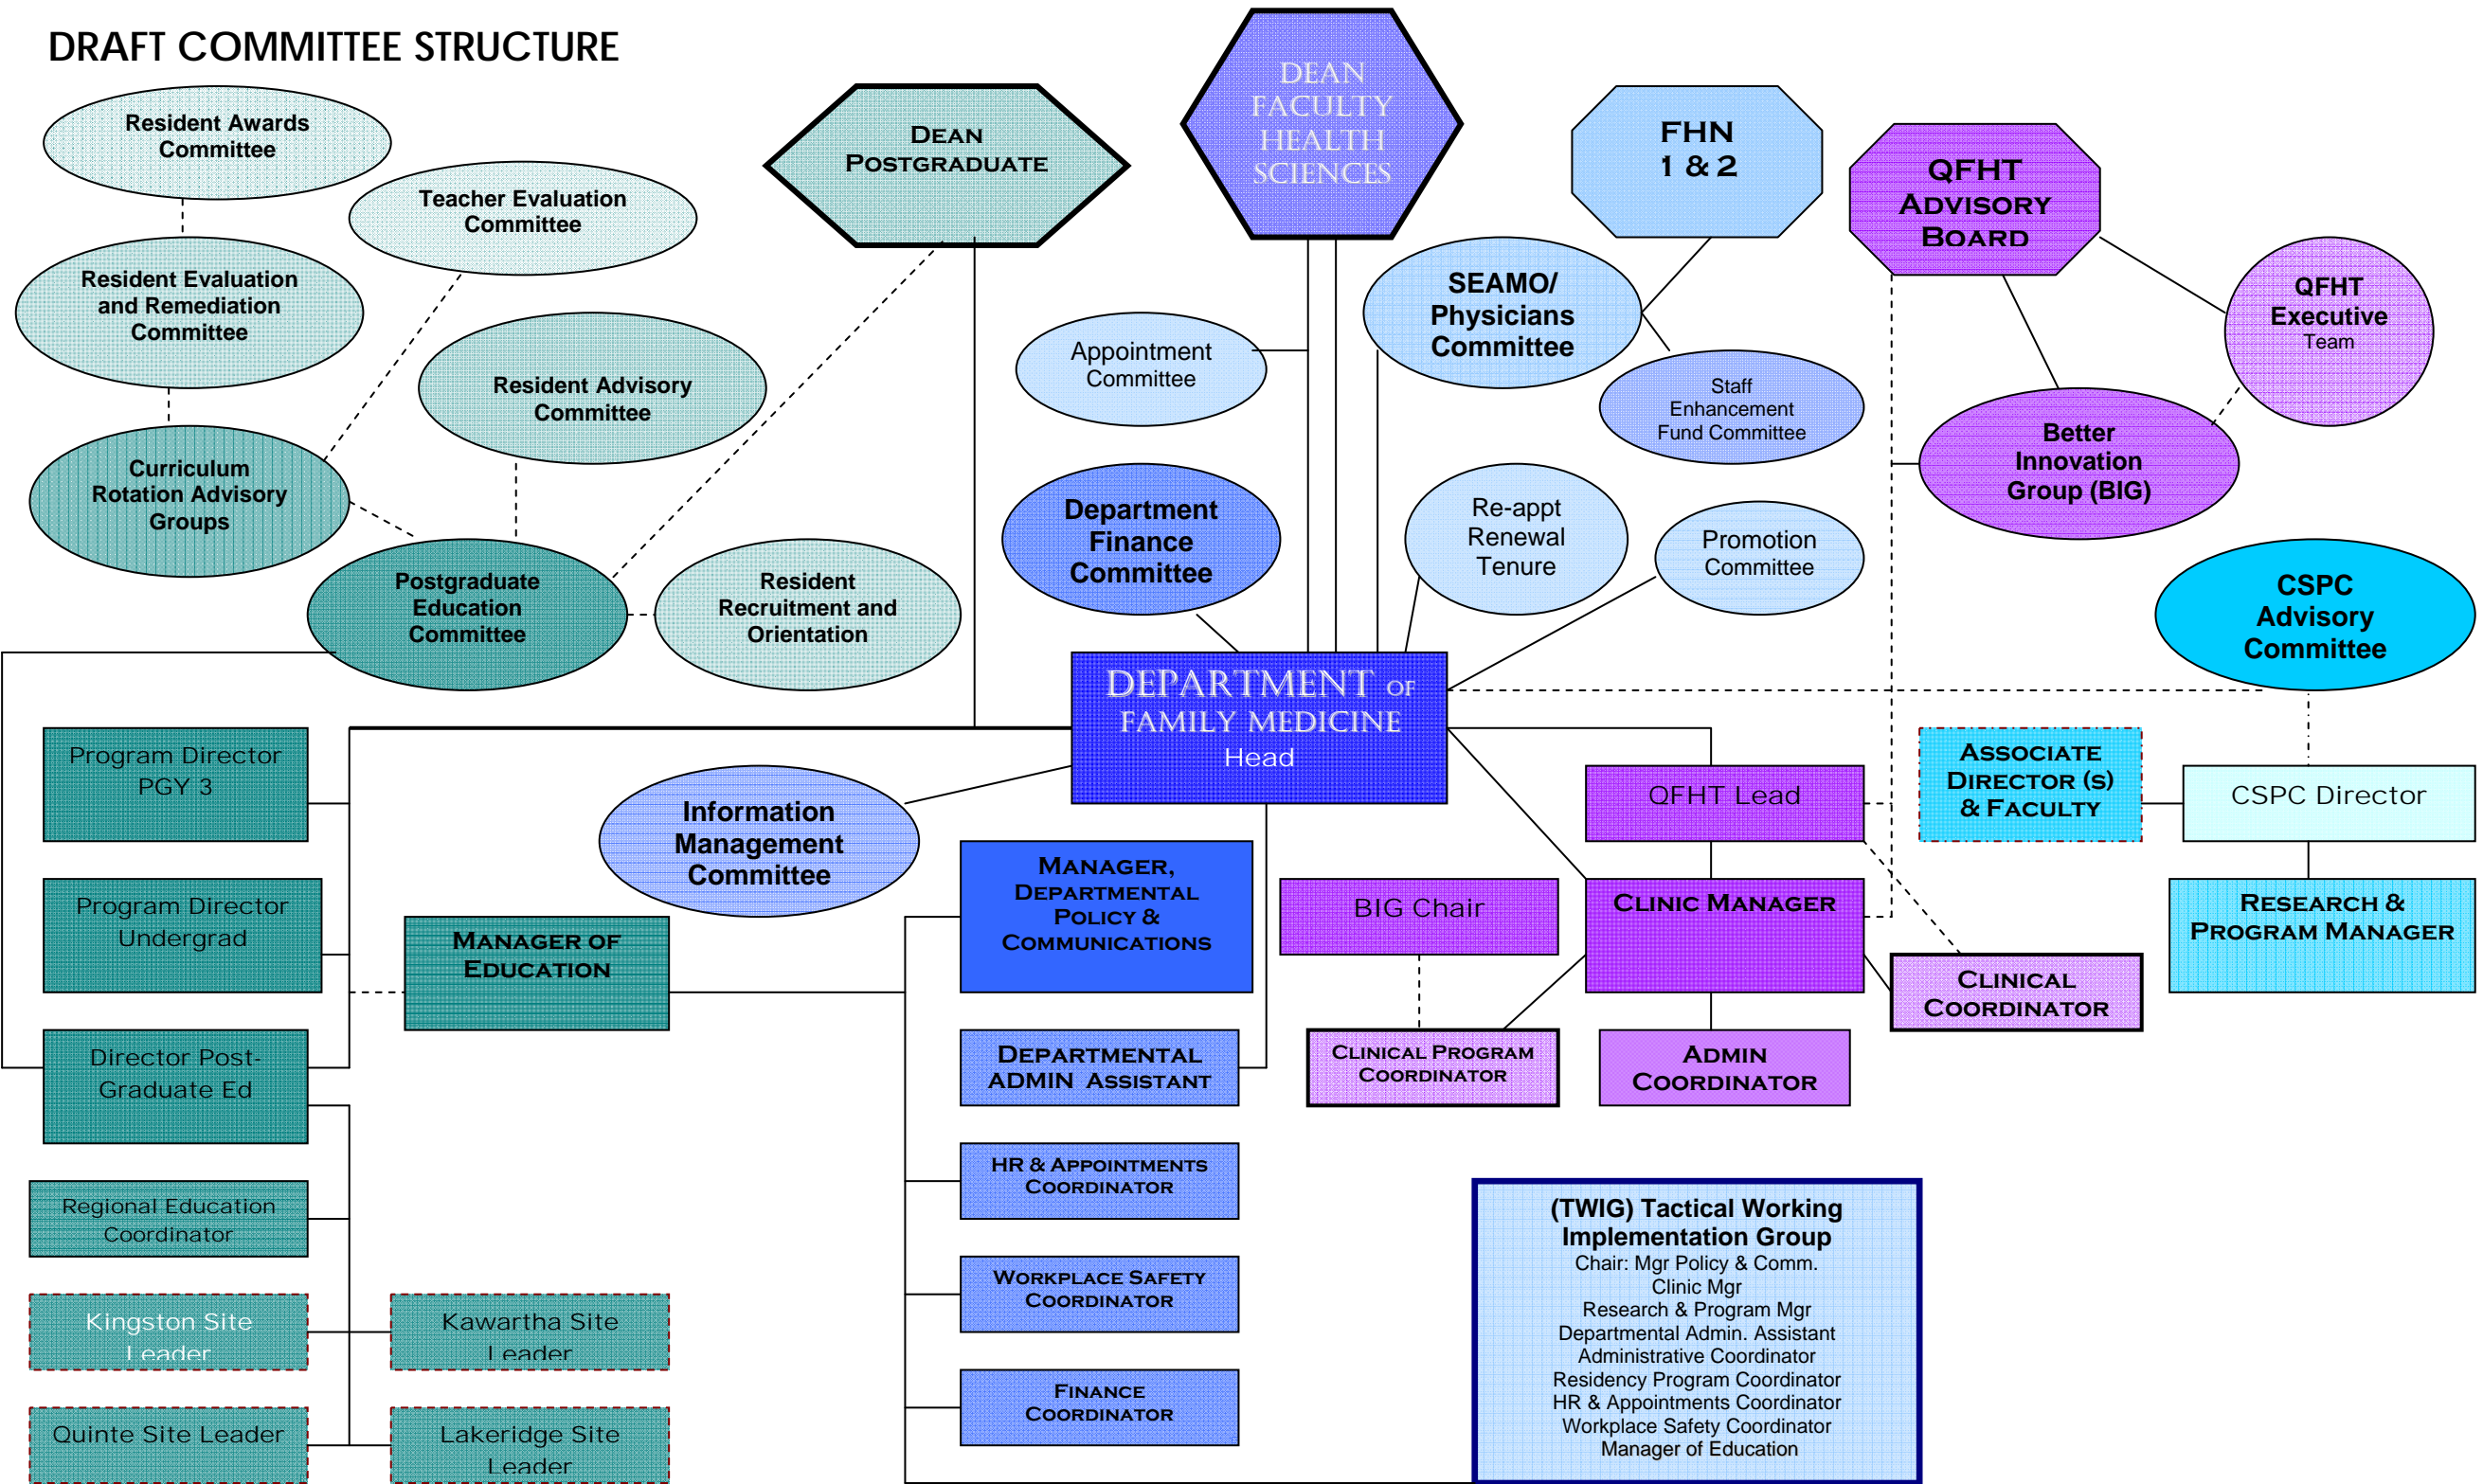 DRAFT COMMITTEE STRUCTURE
Resident Awards
Committee
Teacher Evaluation
Committee
Resident Evaluation
and Remediation
Committee
Resident Advisory
Committee
Curriculum
Rotation Advisory
Groups
Postgraduate
Education
Committee
Resident
Recruitment and
Orientation
DEAN
POSTGRADUATE
DEAN
FACULTY
HEALTH
SCIENCES
FHN
1 & 2
QFHT
ADVISORY
BOARD
SEAMO/
Physicians
Committee
QFHT
Executive
Team
Appointment
Committee
Staff
Enhancement
Fund Committee
Better
Innovation
Group (BIG)
Department
Finance
Committee
Re-appt
Renewal
Tenure
Promotion
Committee
CSPC
Advisory
Committee
DEPARTMENT OF
FAMILY MEDICINE
Head
Program Director
PGY 3
Information
Management
Committee
QFHT Lead
ASSOCIATE
DIRECTOR (S)
& FACULTY
CSPC Director
Program Director
Undergrad
MANAGER OF
EDUCATION
MANAGER,
DEPARTMENTAL
POLICY &
COMMUNICATIONS
BIG Chair
CLINIC MANAGER
RESEARCH &
PROGRAM MANAGER
CLINICAL
COORDINATOR
Director Post-
Graduate Ed
DEPARTMENTAL
ADMIN ASSISTANT
CLINICAL PROGRAM
COORDINATOR
ADMIN
COORDINATOR
HR & APPOINTMENTS
COORDINATOR
Regional Education
Coordinator
WORKPLACE SAFETY
COORDINATOR
Kingston Site
Leader
Kawartha Site
Leader
FINANCE
COORDINATOR
Quinte Site Leader
Lakeridge Site
Leader
(TWIG) Tactical Working
Implementation Group
Chair: Mgr Policy & Comm.
Clinic Mgr
Research & Program Mgr
Departmental Admin. Assistant
Administrative Coordinator
Residency Program Coordinator
HR & Appointments Coordinator
Workplace Safety Coordinator
Manager of Education